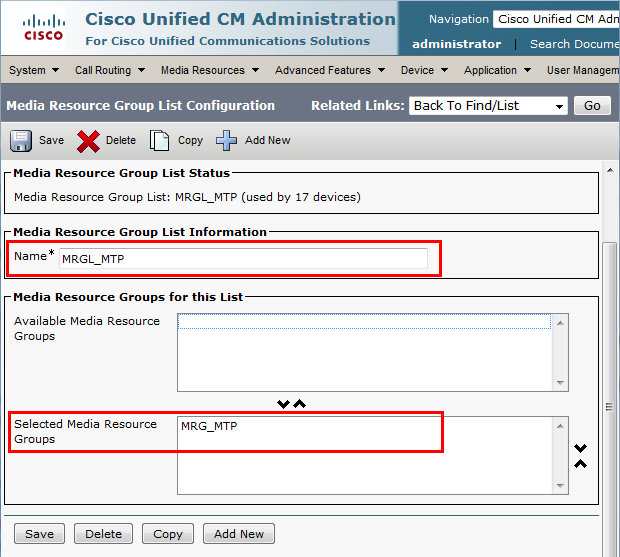 CISCO
Cisco Unified CM Administration
For Cisco Unified Communications Solutions
Navigation Cisco Unified CM Adn
administrator | Search Docume
System Call Routing Media Resources Advanced Features Device Application User Managem
Media Resource Group List Configuration Related Links: Back To Find/List Go
Save Delete Copy Add New
Media Resource Group List Status
Media Resource Group List: MRGL_MTP (used by 17 devices)
Media Resource Group List Information
Name* MRGL_MTP
Media Resource Groups for this List
Available Media Resource
Groups
Selected Media Resource
Groups
MRG_MTP
Save Delete Copy Add New